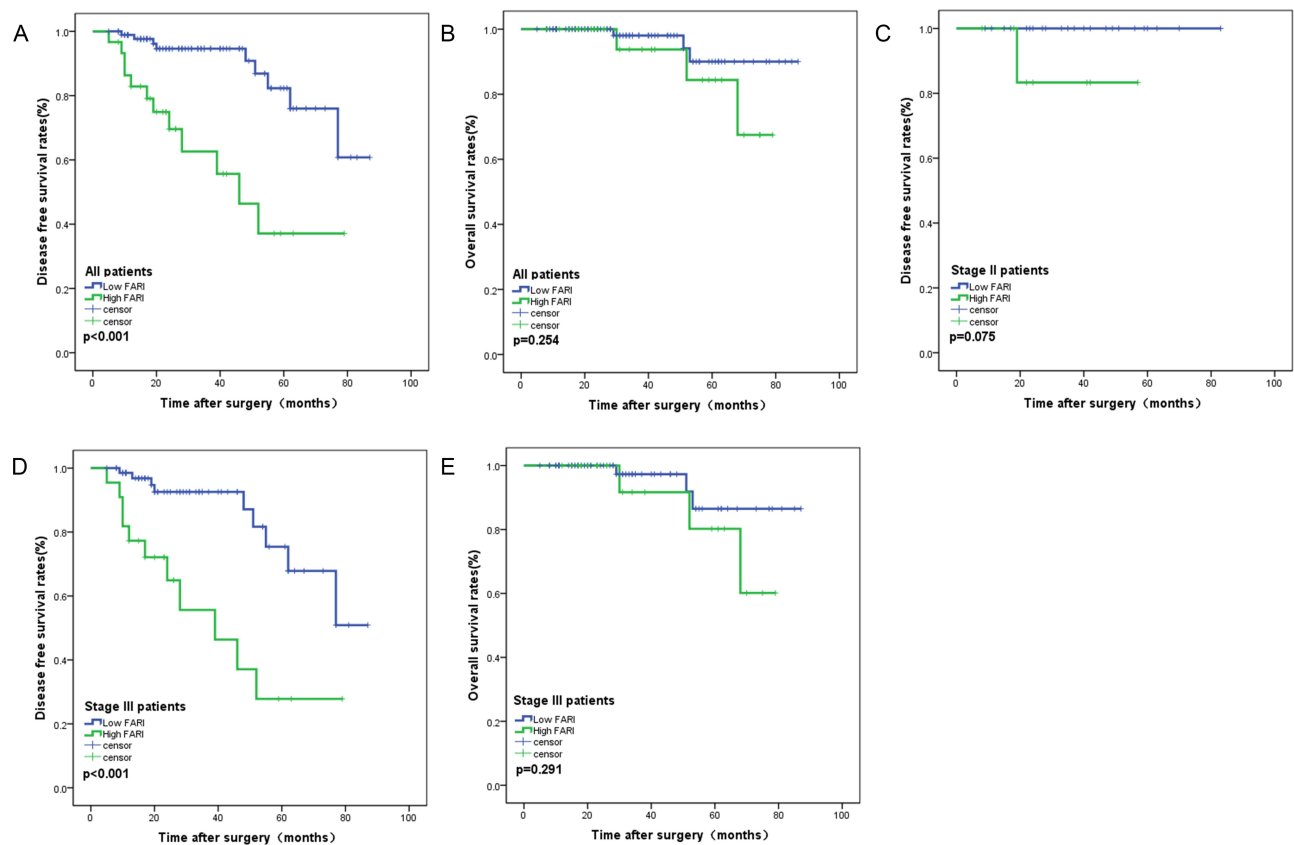 A
Disease free survival rates(%)
1.0
0.8
0.6
0.4
0.2
0.0
All patients
Low FARI
High FARI
censor
censor
p<0.001
0 20 40 60 80 100
Time after surgery（months）
B
Overall survival rates(%)
1.0
0.8
0.6
0.4
0.2
0.0
All patients
Low FARI
High FARI
censor
censor
p=0.254
0 20 40 60 80 100
Time after surgery（months）
C
Disease free survival rates(%)
1.0
0.8
0.6
0.4
0.2
0.0
Stage II patients
Low FARI
High FARI
censor
censor
p=0.075
0 20 40 60 80 100
Time after surgery（months）
D
Disease free survival rates(%)
1.0
0.8
0.6
0.4
0.2
0.0
Stage III patients
Low FARI
High FARI
censor
censor
p<0.001
0 20 40 60 80 100
Time after surgery（months）
E
Overall survival rates(%)
1.0
0.8
0.6
0.4
0.2
0.0
Stage III patients
Low FARI
High FARI
censor
censor
p=0.291
0 20 40 60 80 100
Time after surgery（months）